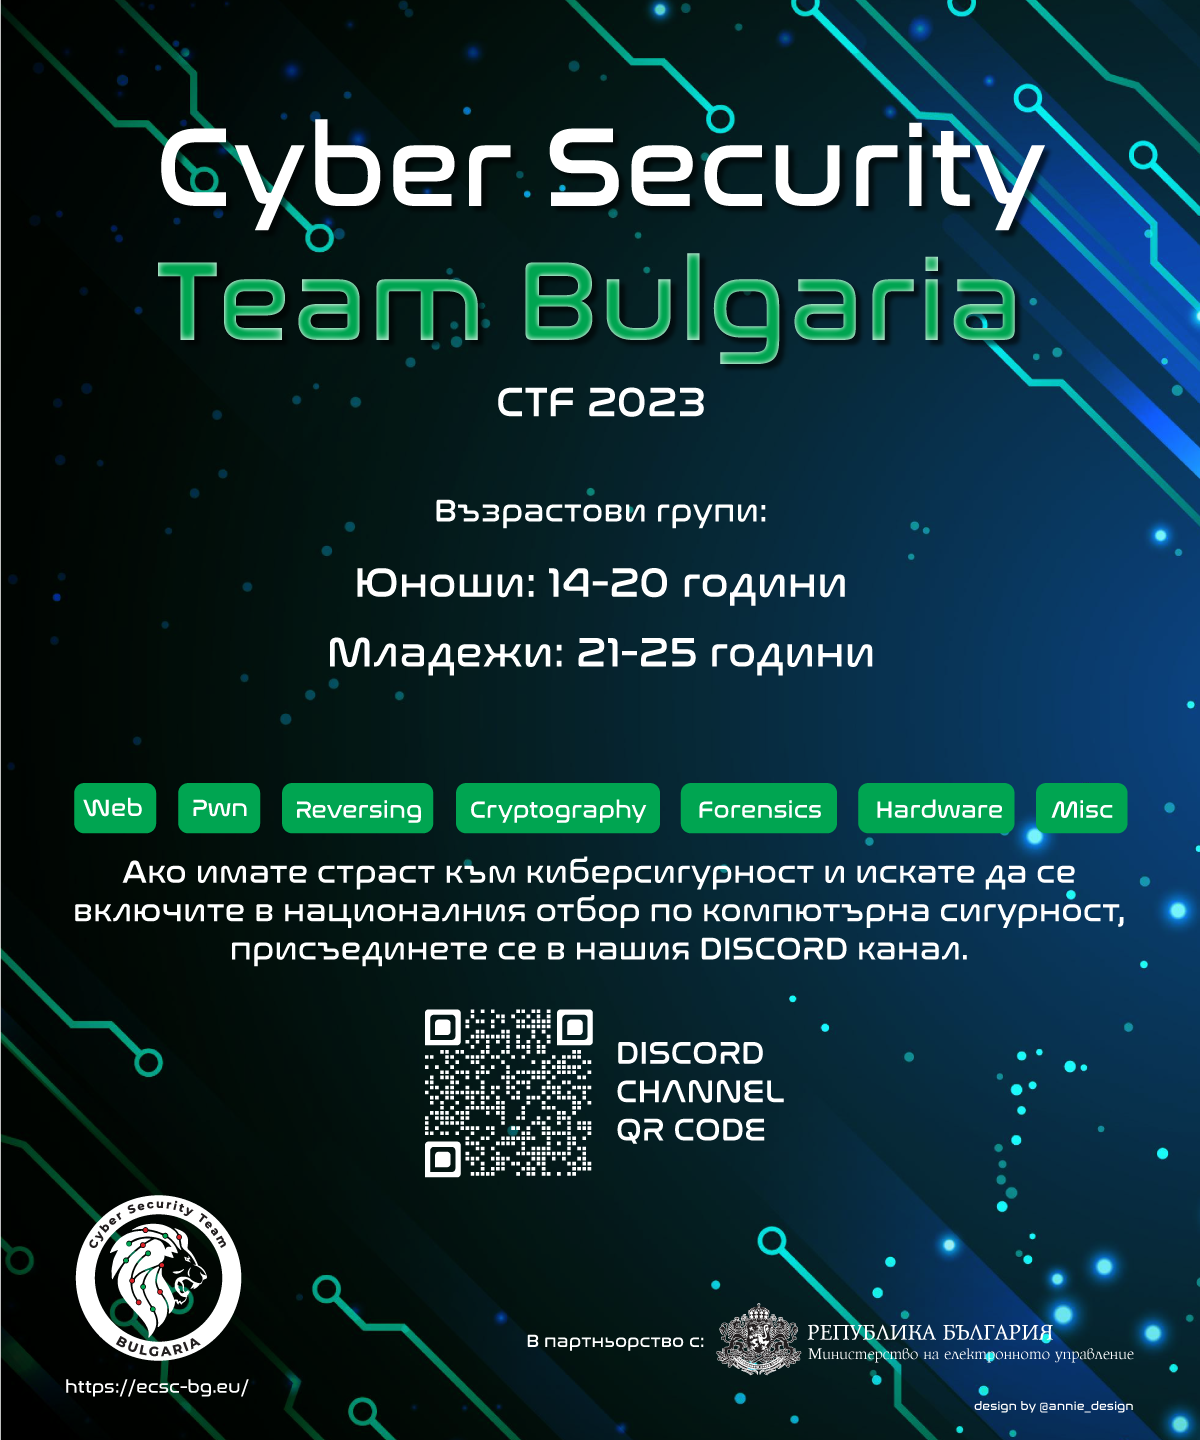 Cyber Security
Team Bulgaria
CTF 2023
Възрастови групи:
Юноши: 14-20 години
Младежи: 21-25 години
Web Pwn Reversing Cryptography Forensics Hardware Misc
Ако имате страст към киберсигурност и искате да се
включите в националния отбор по компютърна сигурност,
присъединете се в нашия DISCORD канал.
DISCORD
CHANNEL
QR CODE
Cyber Security Team
BULGARIA
https://ecsc-bg.eu/
В партньорство с:
РЕПУБЛИКА БЪЛГАРИЯ
Министерство на електронното управление
design by @annie_design